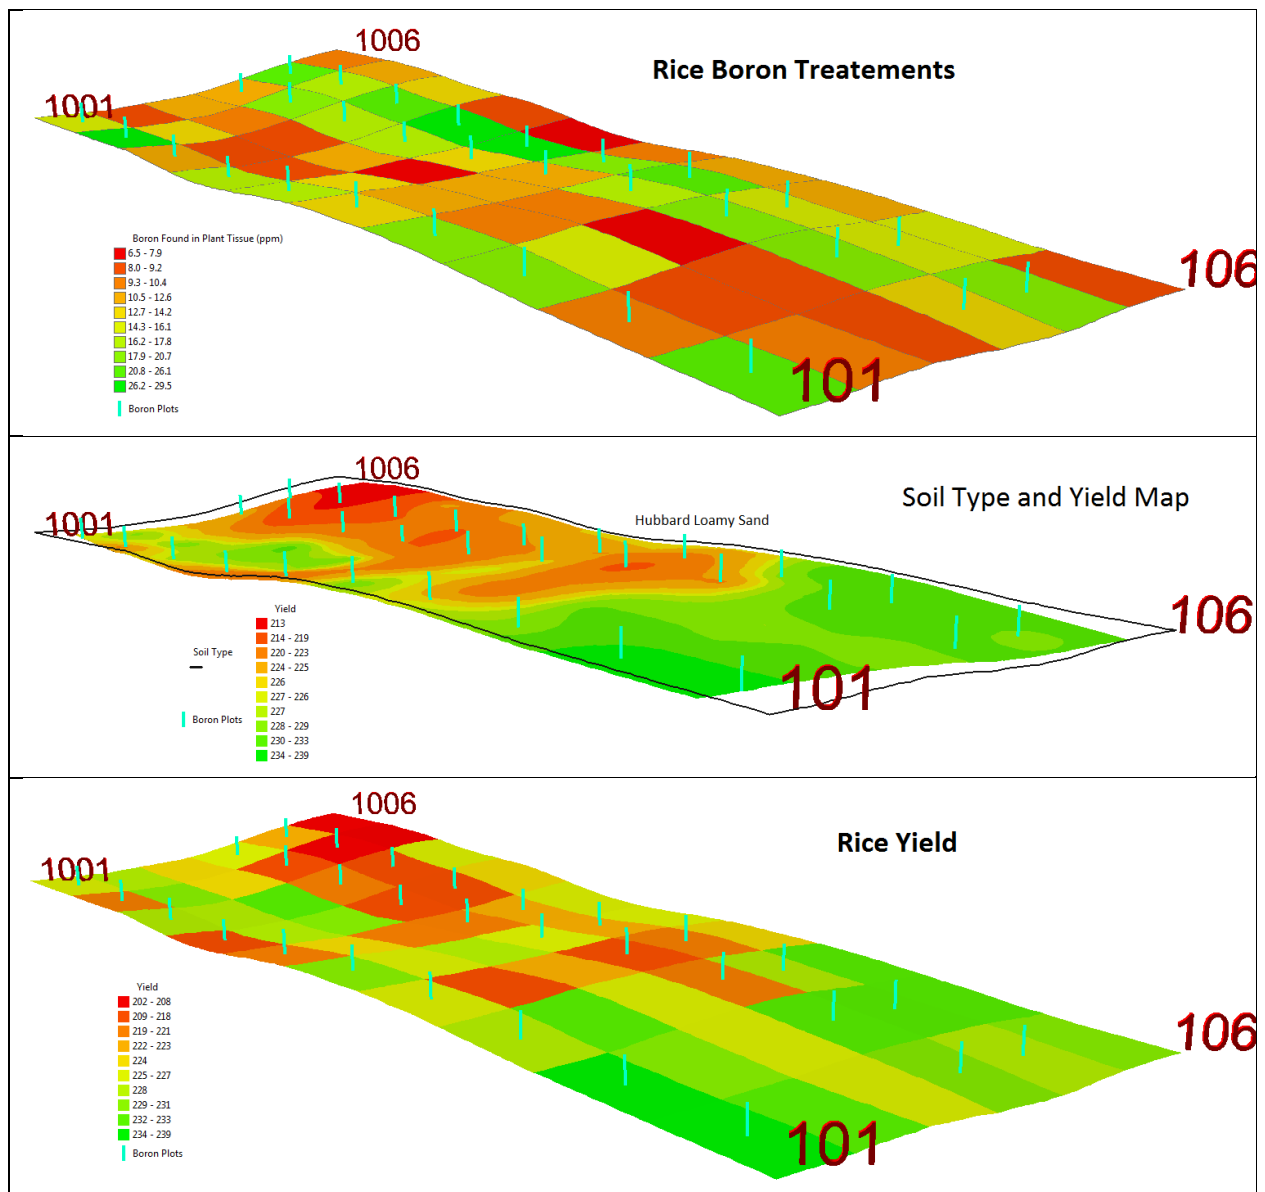 1006
Rice Boron Treatements
1001
106
Boron Found in Plant Tissue (ppm)
6.5 - 7.9
8.0 - 9.2
9.3 - 10.4
10.5 - 12.6
12.7 - 14.2
14.3 - 16.1
16.2 - 17.8
17.9 - 20.7
20.8 - 26.1
26.2 - 29.5
Boron Plots
101
1006
Soil Type and Yield Map
1001
Hubbard Loamy Sand
106
Yield
213
214 - 219
220 - 223
224 - 225
226
227 - 226
227
228 - 229
230 - 233
234 - 239
Soil Type
Boron Plots
101
1006
Rice Yield
1001
106
Yield
202 - 208
209 - 218
219 - 221
222 - 223
224
225 - 227
228
229 - 231
232 - 233
234 - 239
Boron Plots
101